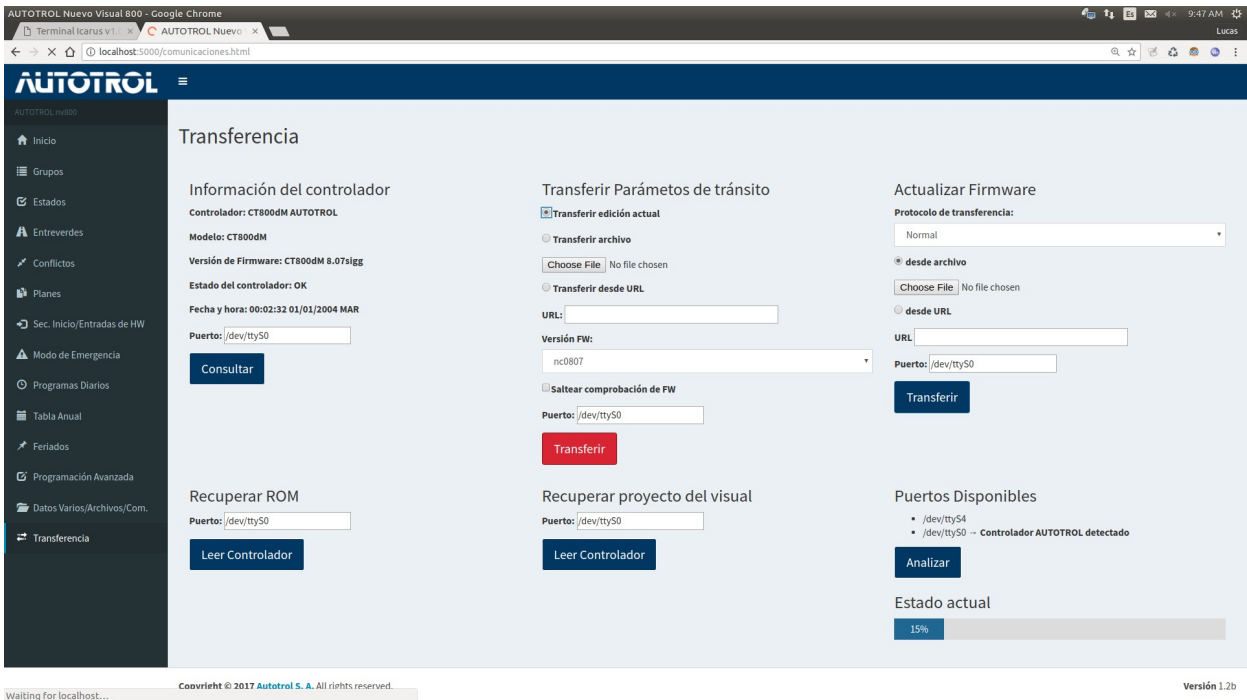 AUTOTROL Nuevo Visual 800 - Google Chrome
Es
9:47 AM
Terminal Icarus v1.0
AUTOTROL Nuevo V
Lucas
localhost:5000/comunicaciones.html
AUTOTROL
AUTOTROL nv800
Inicio
Grupos
Estados
Entreverdes
Conflictos
Planes
Sec. Inicio/Entradas de HW
Modo de Emergencia
Programas Diarios
Tabla Anual
Feriados
Programación Avanzada
Datos Varios/Archivos/Com.
Transferencia
Transferencia
Información del controlador
Controlador: CT800dM AUTOTROL
Modelo: CT800dM
Versión de Firmware: CT800dM 8.07sigg
Estado del controlador: OK
Fecha y hora: 00:02:32 01/01/2004 MAR
Puerto: /dev/ttyS0
Consultar
Transferir Parámetos de tránsito
Transferir edición actual
Transferir archivo
Choose File No file chosen
Transferir desde URL
URL:
Versión FW:
nc0807
Saltear comprobación de FW
Puerto: /dev/ttyS0
Transferir
Actualizar Firmware
Protocolo de transferencia:
Normal
desde archivo
Choose File No file chosen
desde URL
URL
Puerto: /dev/ttyS0
Transferir
Recuperar ROM
Puerto: /dev/ttyS0
Leer Controlador
Recuperar proyecto del visual
Puerto: /dev/ttyS0
Leer Controlador
Puertos Disponibles
• /dev/ttyS4
• /dev/ttyS0 → Controlador AUTOTROL detectado
Analizar
Estado actual
15%
Copyright © 2017 Autotrol S. A. All rights reserved.
Versión 1.2b
Waiting for localhost...